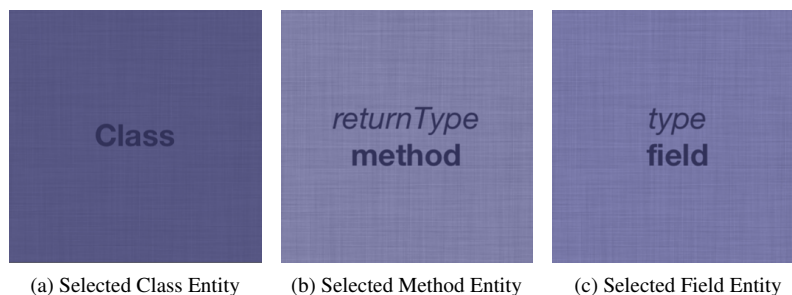 Class
returnType
method
type
field
(a) Selected Class Entity
(b) Selected Method Entity
(c) Selected Field Entity